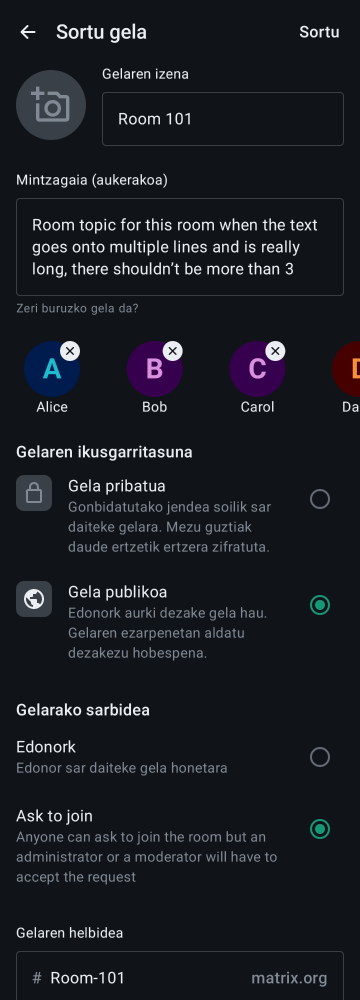 Sortu gela
Sortu
Gelaren izena
Room 101
Mintzagaia (aukerakoa)
Room topic for this room when the text
goes onto multiple lines and is really
long, there shouldn’t be more than 3
Zeri buruzko gela da?
A
B
C
D
Alice
Bob
Carol
Da
Gelaren ikusgarritasuna
Gela pribatua
Gonbidatutako jendea soilik sar
daiteke gelara. Mezu guztiak
daude ertzetik ertzera zifratuta.
Gela publikoa
Edonork aurki dezake gela hau.
Gelaren ezarpenetan aldatu
dezakezu hobespena.
Gelarako sarbidea
Edonork
Edonor sar daiteke gela honetara
Ask to join
Anyone can ask to join the room but an
administrator or a moderator will have to
accept the request
Gelaren helbidea
# Room-101 matrix.org